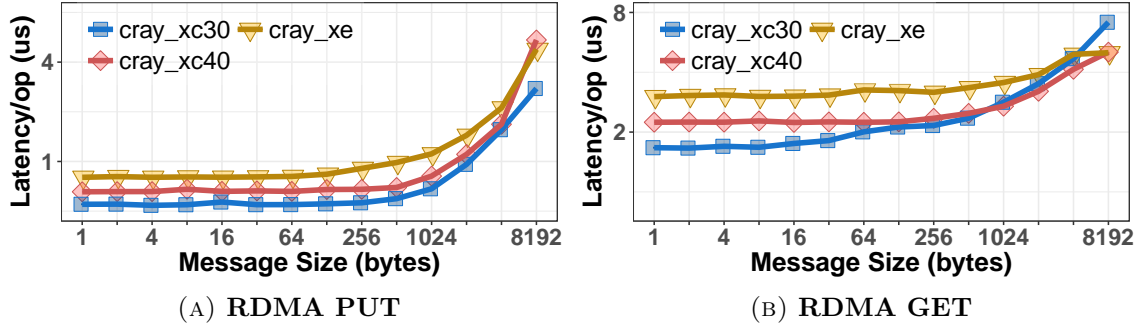 cray_xc30 cray_xe
cray_xc40
Latency/op (us)
4
1
1 4 16 64 256 1024 8192
Message Size (bytes)
(A) RDMA PUT
cray_xc30 cray_xe
cray_xc40
Latency/op (us)
8
2
1 4 16 64 256 1024 8192
Message Size (bytes)
(B) RDMA GET